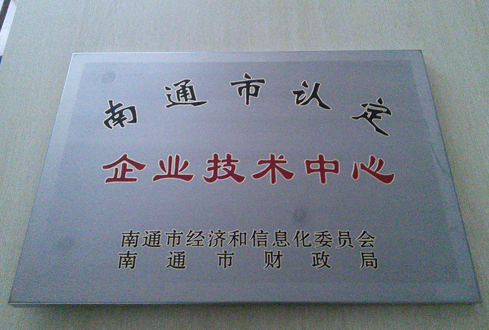 南通市认定
企业技术中心
南通市经济和信息化委员会
南通市财政局